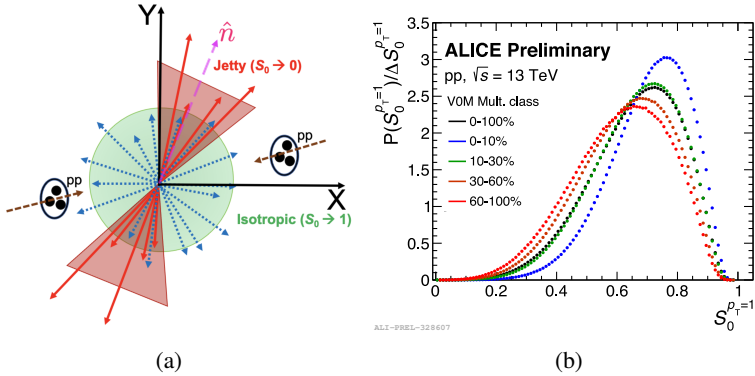 Y
n̂
Jetty (S₀ → 0)
pp
pp
X
Isotropic (S₀ → 1)
(a)
P(S₀^{p_T=1})/ΔS₀^{p_T=1}
3.5
3
2.5
2
1.5
1
0.5
0
ALICE Preliminary
pp, √s = 13 TeV
V0M Mult. class
0-100%
0-10%
10-30%
30-60%
60-100%
0 0.2 0.4 0.6 0.8 1
S₀^{p_T=1}
ALI-PREL-328607
(b)